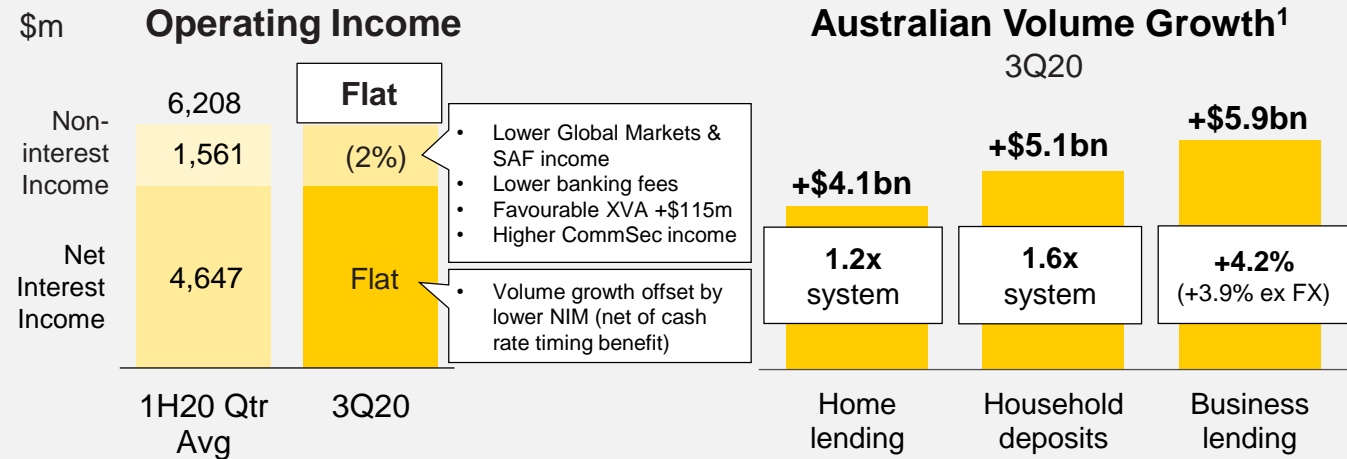 $m
Operating Income
6,208
Flat
Non-
interest
Income
1,561
(2%)
• Lower Global Markets &
SAF income
• Lower banking fees
• Favourable XVA +$115m
• Higher CommSec income
Net
Interest
Income
4,647
Flat
• Volume growth offset by
lower NIM (net of cash
rate timing benefit)
1H20 Qtr
Avg
3Q20
Australian Volume Growth¹
3Q20
+$4.1bn
+$5.1bn
+$5.9bn
1.2x
system
1.6x
system
+4.2%
(+3.9% ex FX)
Home
lending
Household
deposits
Business
lending